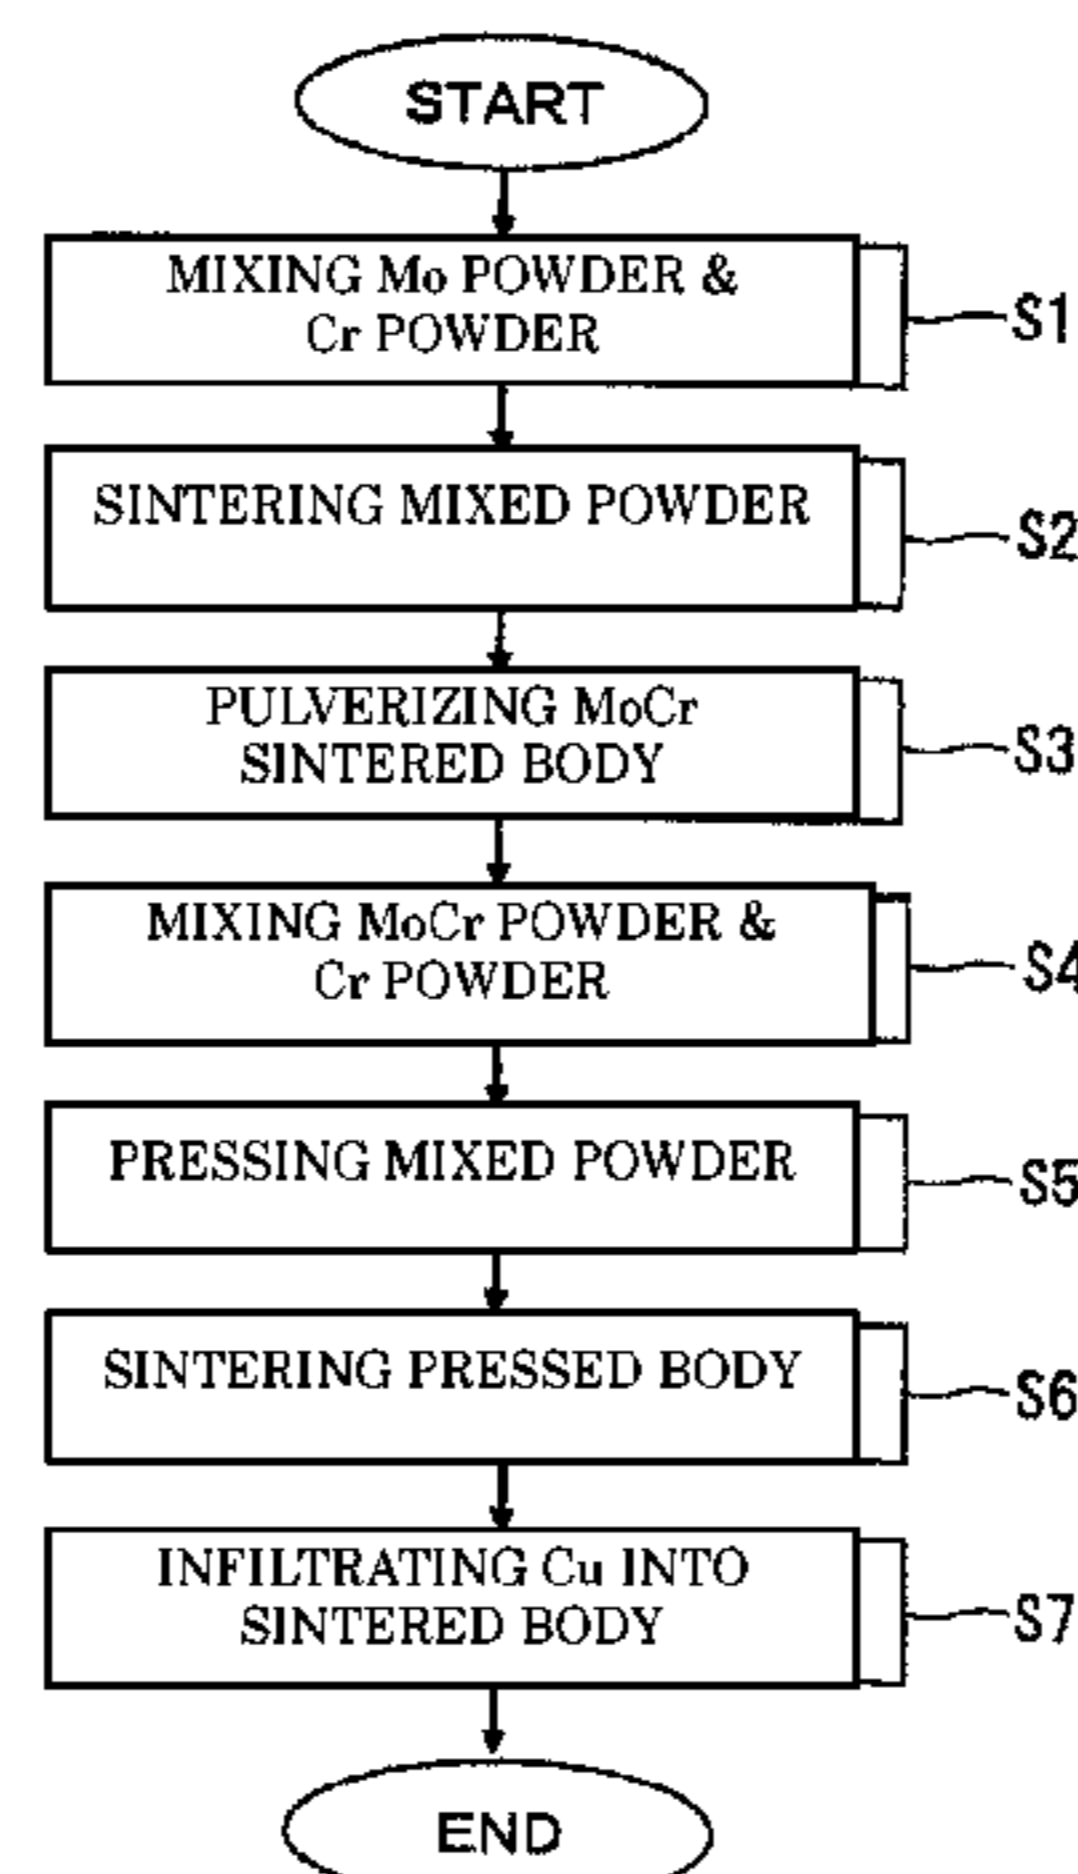 START
MIXING Mo POWDER &
Cr POWDER
S1
SINTERING MIXED POWDER
S2
PULVERIZING MoCr
SINTERED BODY
S3
MIXING MoCr POWDER &
Cr POWDER
S4
PRESSING MIXED POWDER
S5
SINTERING PRESSED BODY
S6
INFILTRATING Cu INTO
SINTERED BODY
S7
END